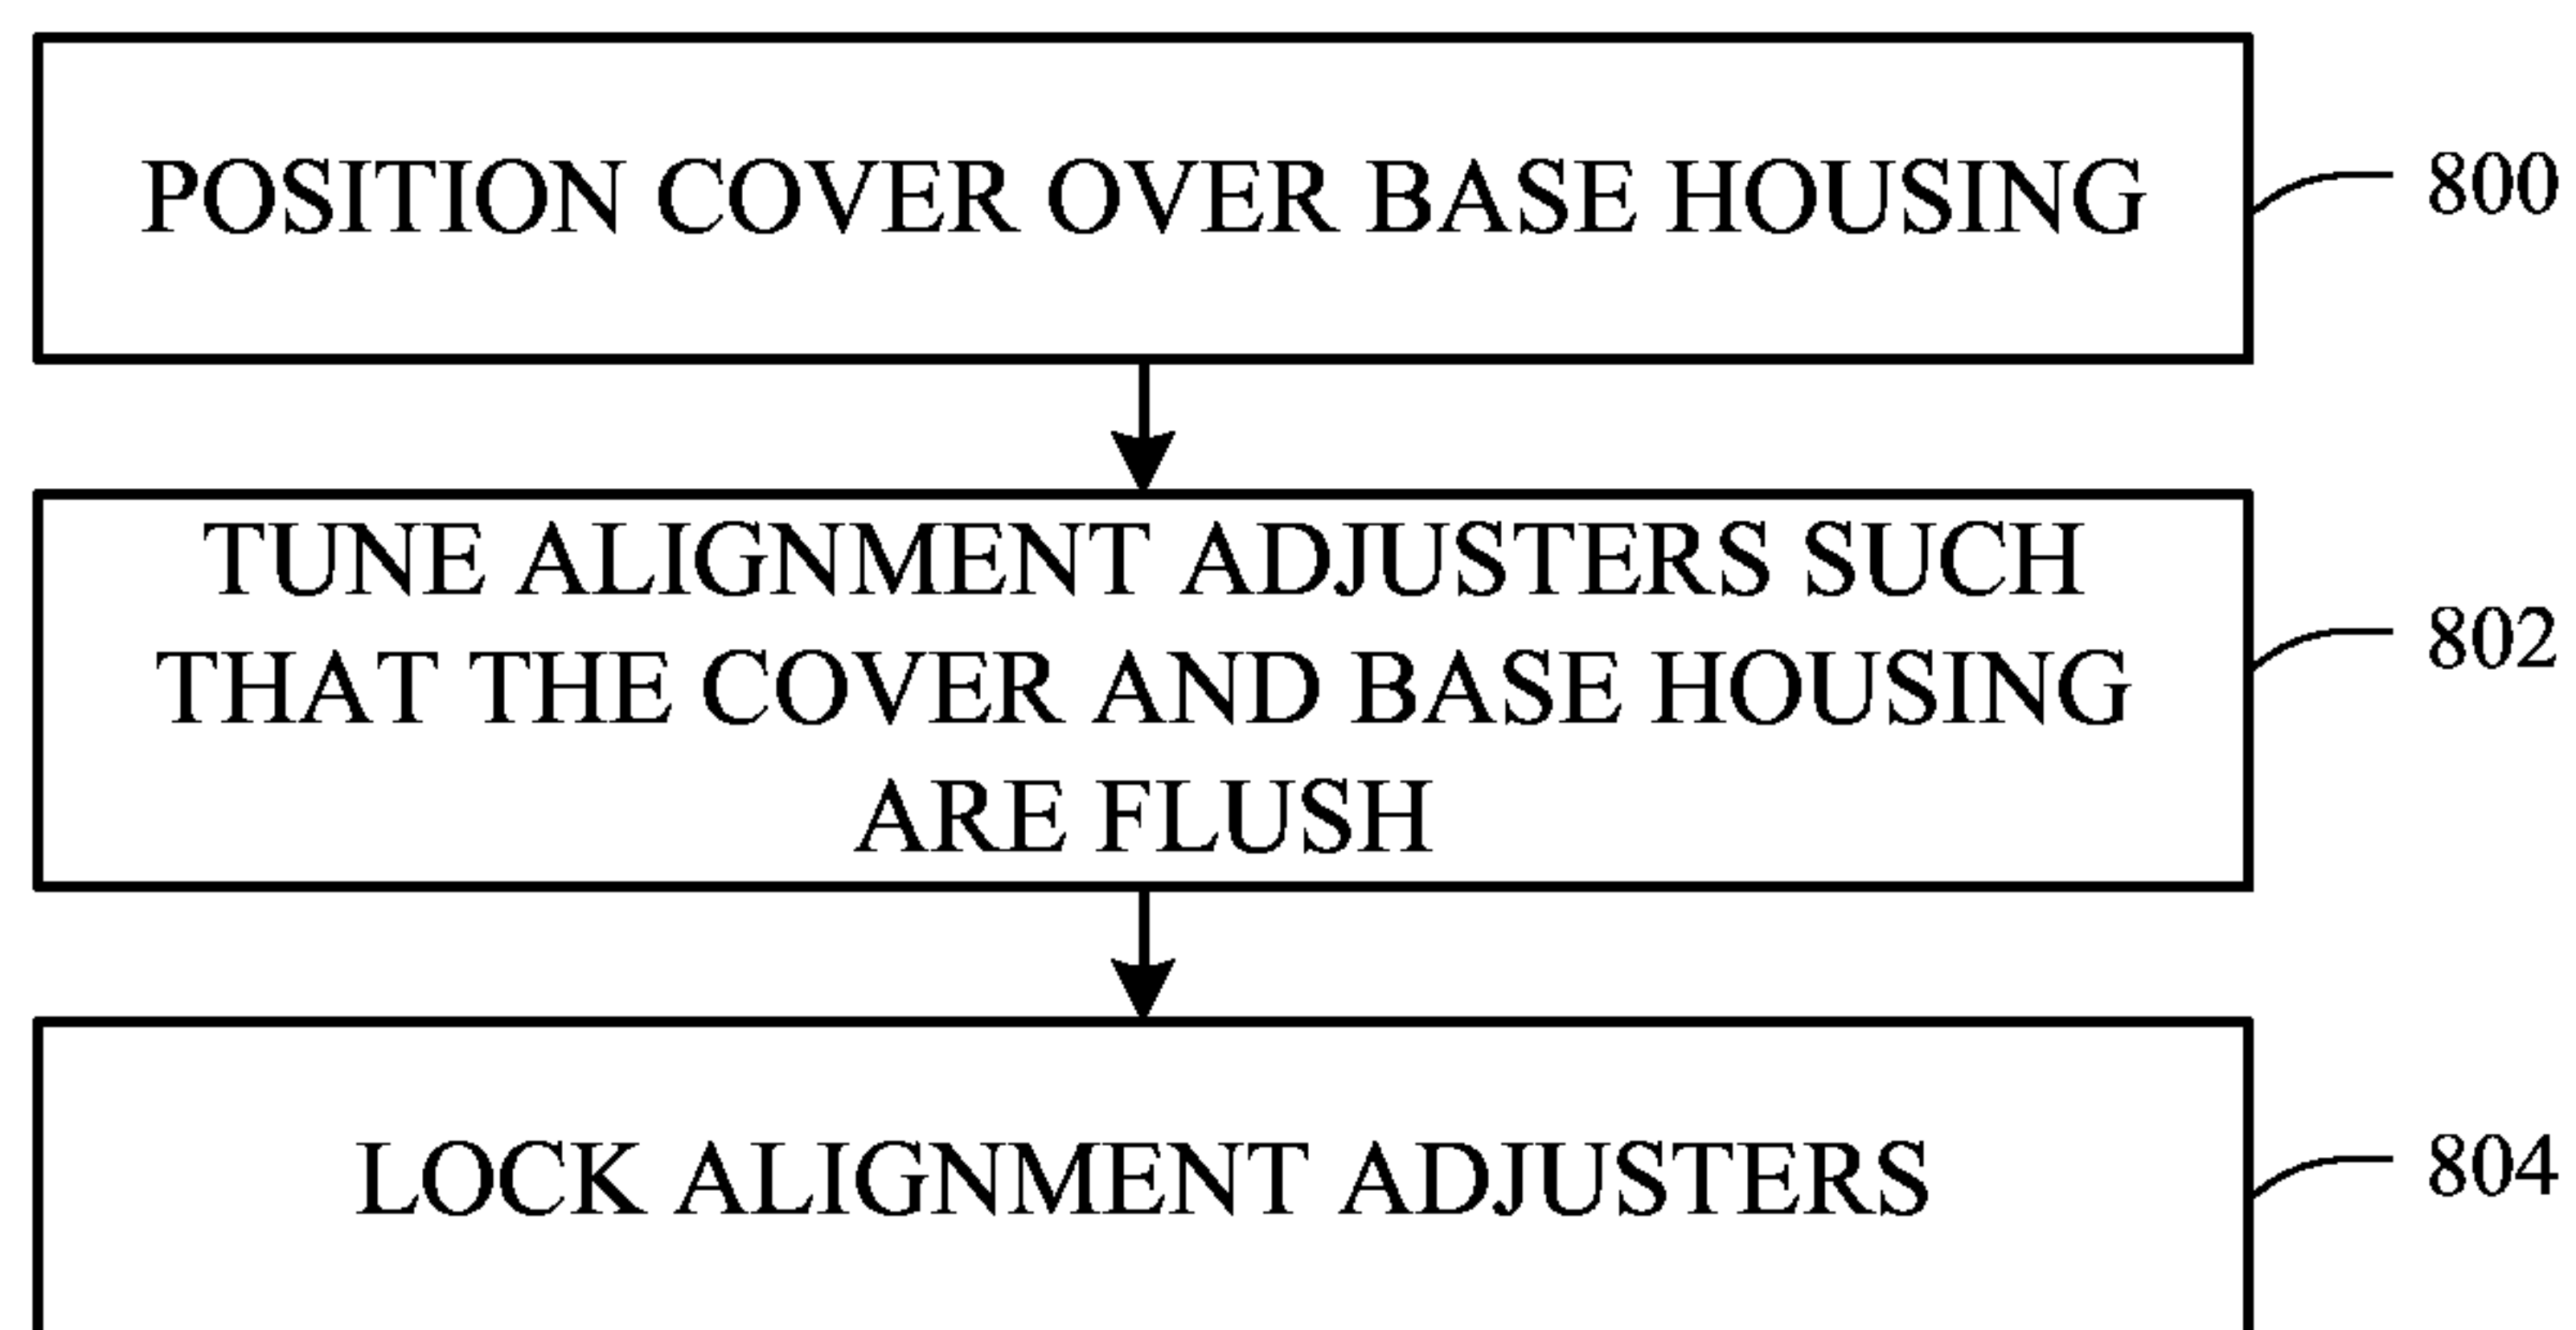 POSITION COVER OVER BASE HOUSING
800
TUNE ALIGNMENT ADJUSTERS SUCH
THAT THE COVER AND BASE HOUSING
ARE FLUSH
802
LOCK ALIGNMENT ADJUSTERS
804